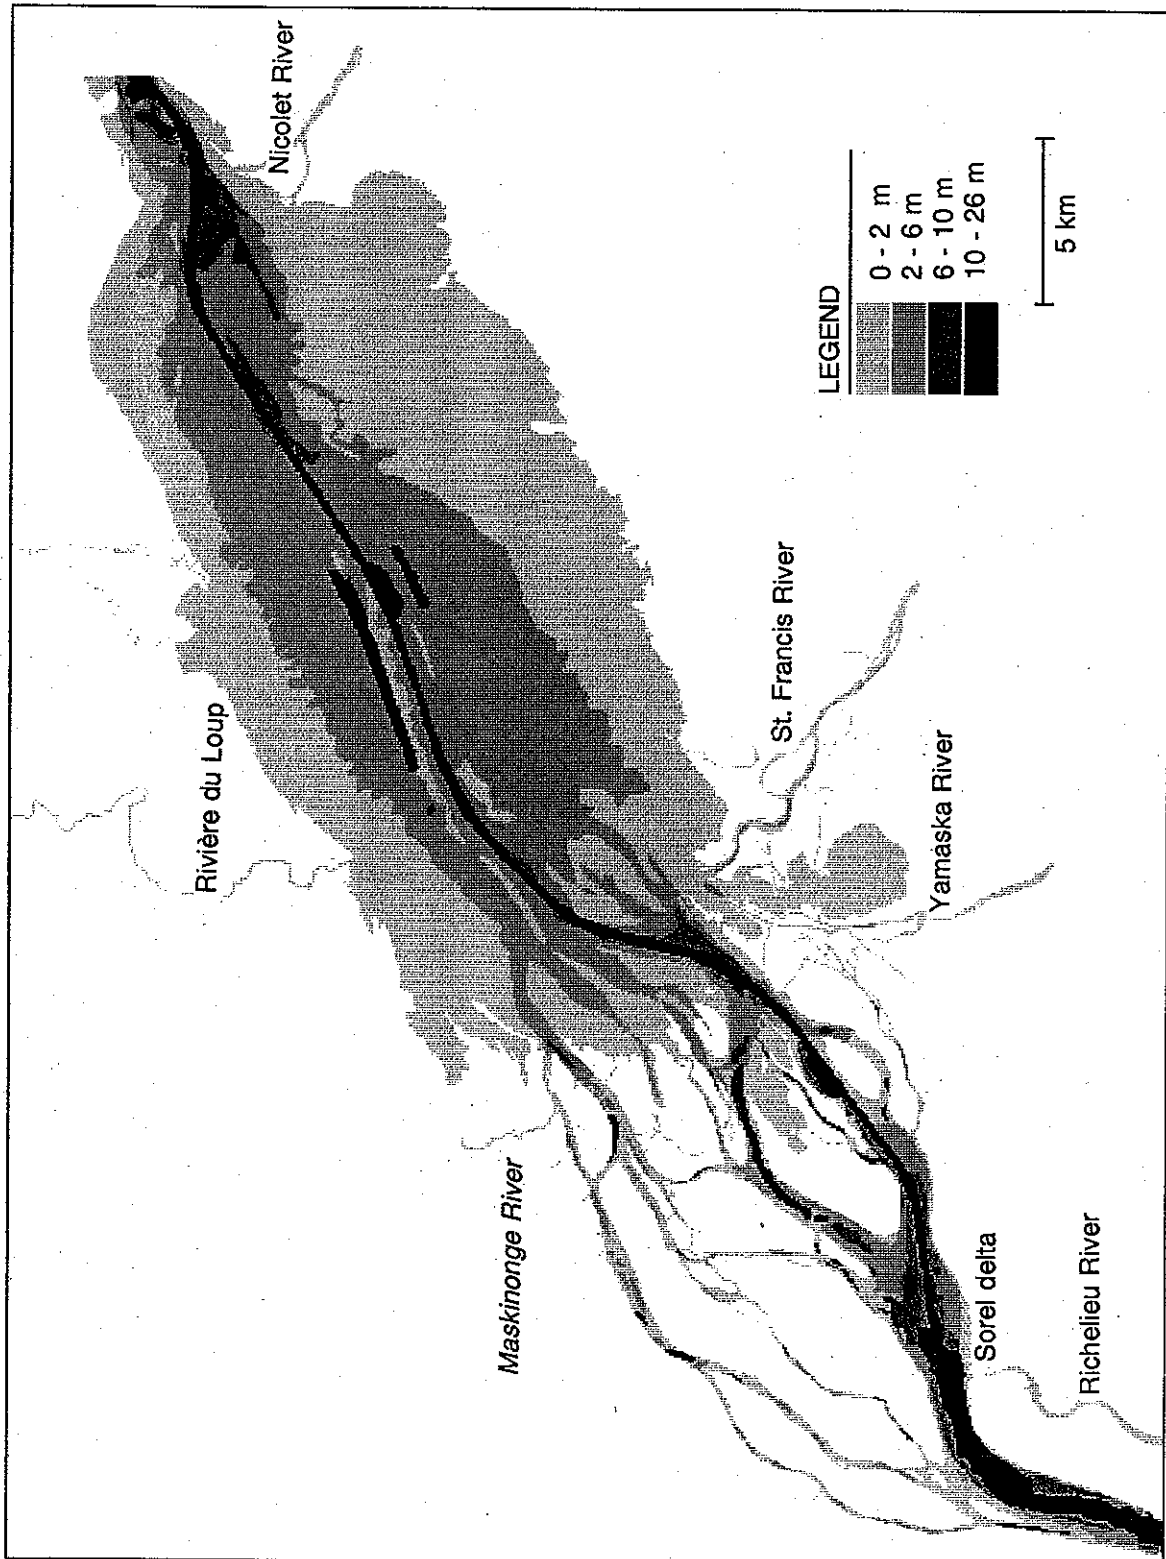 Nicolet River
Rivière du Loup
St. Francis River
Yamaska River
Maskinonge River
Sorel delta
Richelieu River
LEGEND
0 - 2 m
2 - 6 m
6 - 10 m
10 - 26 m
5 km